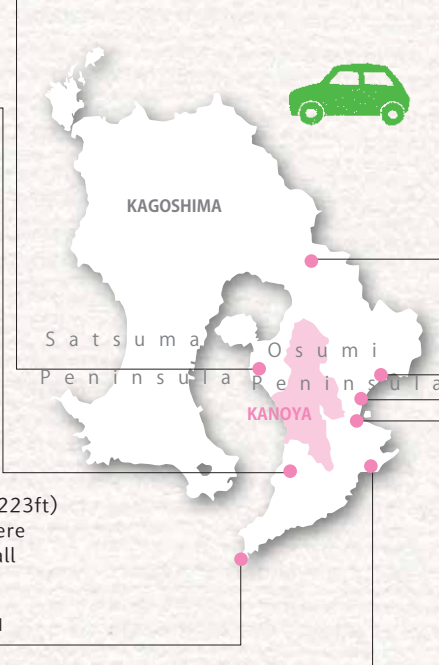 KAGOSHIMA
Satsuma
Peninsula
Osumi
Peninsula
KANOYA
223ft)
ere
all